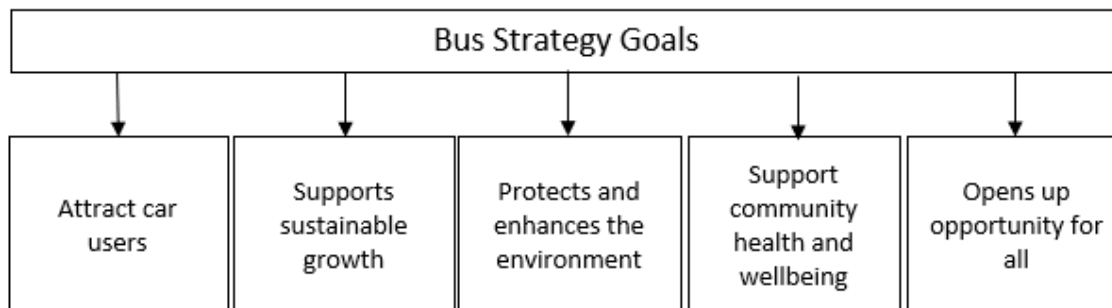 Bus Strategy Goals
Attract car
users
Supports
sustainable
growth
Protects and
enhances the
environment
Support
community
health and
wellbeing
Opens up
opportunity for
all